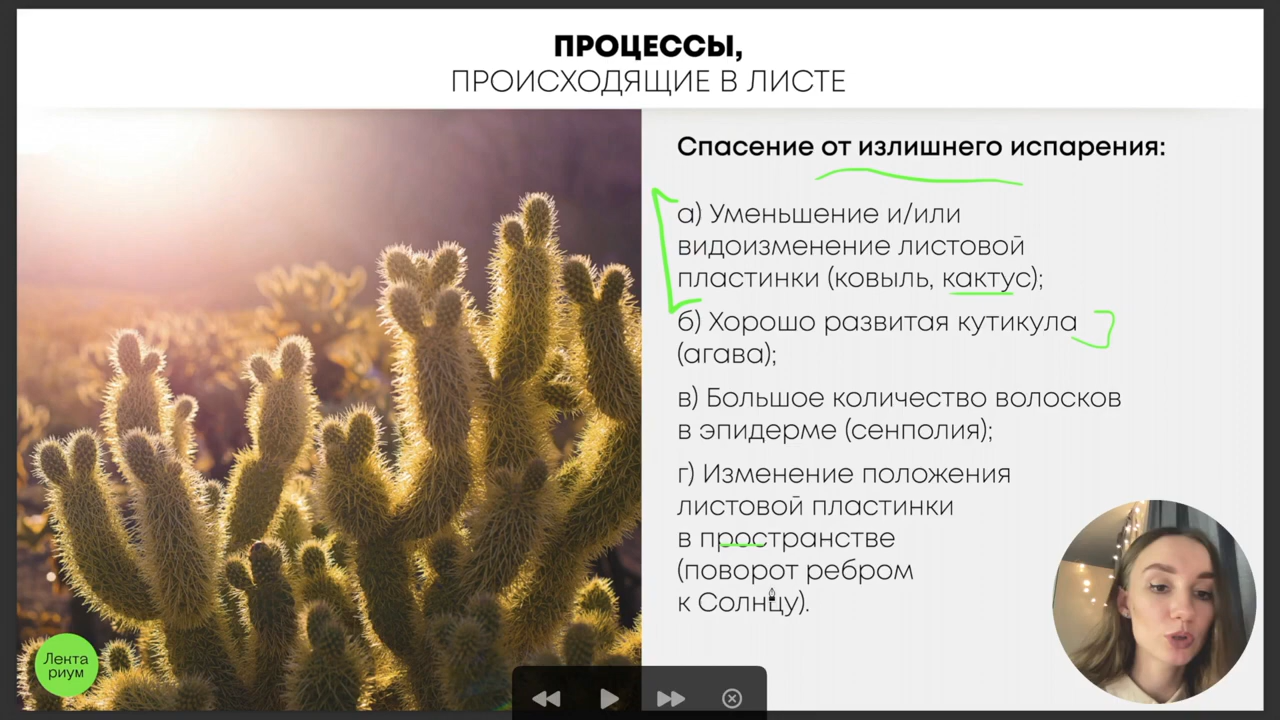 ПРОЦЕССЫ,
ПРОИСХОДЯЩИЕ В ЛИСТЕ
Спасение от излишнего испарения:
а) Уменьшение и/или
видоизменение листовой
пластинки (ковыль, кактус);
б) Хорошо развитая кутикула
(агава);
в) Большое количество волосков
в эпидерме (сенполия);
г) Изменение положения
листовой пластинки
в пространстве
(поворот ребром
к Солнцу).
Лекта
риум